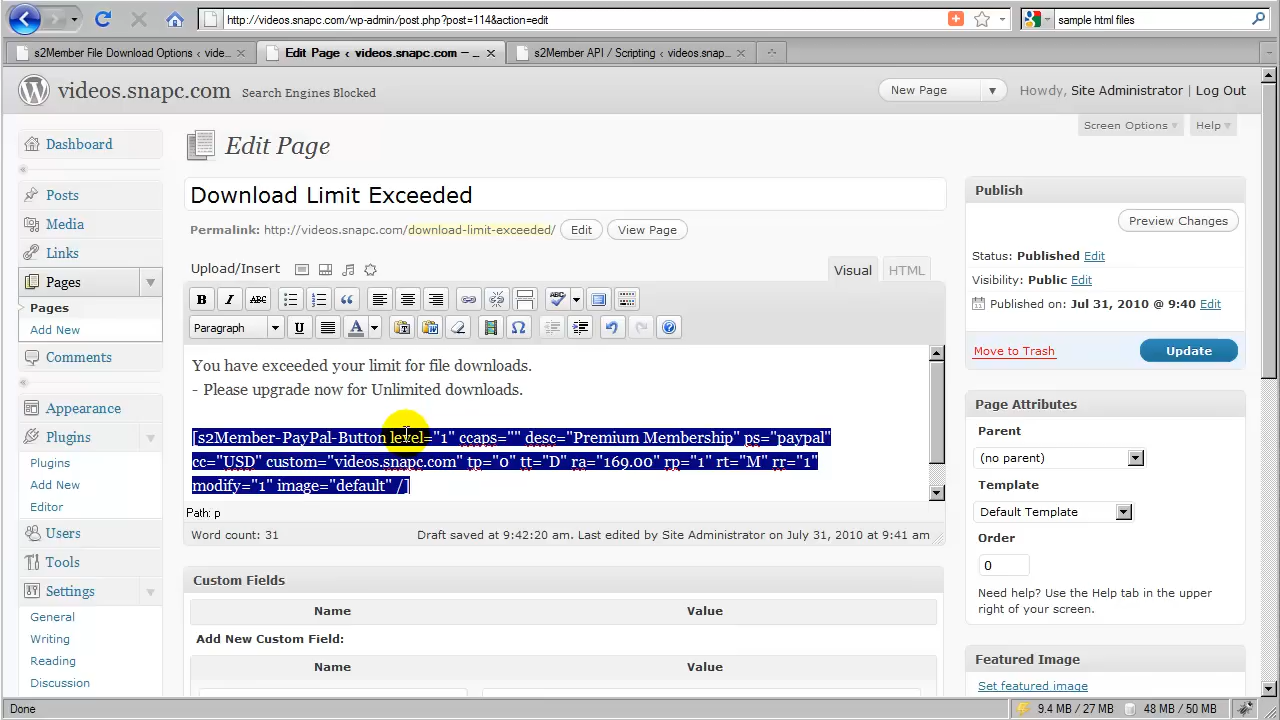 http://videos.snapc.com/wp-admin/post.php?post=114&action=edit
sample html files
s2Member File Download Options ‹ vide...
Edit Page ‹ videos.snapc.com — ...
s2Member API / Scripting ‹ videos.snap...
videos.snapc.com
Search Engines Blocked
New Page
Howdy, Site Administrator | Log Out
Screen Options
Help
Dashboard
Posts
Media
Links
Pages
Pages
Add New
Comments
Appearance
Plugins
Plugins
Add New
Editor
Users
Tools
Settings
General
Writing
Reading
Discussion
Edit Page
Download Limit Exceeded
Permalink: http://videos.snapc.com/download-limit-exceeded/
Edit
View Page
Upload/Insert
Visual
HTML
B I ABC
ABC
Paragraph
U
A
You have exceeded your limit for file downloads.
- Please upgrade now for Unlimited downloads.
[s2Member-PayPal-Button level="1" ccaps="" desc="Premium Membership" ps="paypal"
cc="USD" custom="videos.snapc.com" tp="0" tt="D" ra="169.00" rp="1" rt="M" rr="1"
modify="1" image="default" /]
Path: p
Word count: 31
Draft saved at 9:42:20 am. Last edited by Site Administrator on July 31, 2010 at 9:41 am
Custom Fields
Name
Value
Add New Custom Field:
Name
Value
Publish
Preview Changes
Status: Published Edit
Visibility: Public Edit
Published on: Jul 31, 2010 @ 9:40 Edit
Move to Trash
Update
Page Attributes
Parent
(no parent)
Template
Default Template
Order
0
Need help? Use the Help tab in the upper
right of your screen.
Featured Image
Set featured image
Done
9.4 MB / 27 MB
48 MB / 50 MB